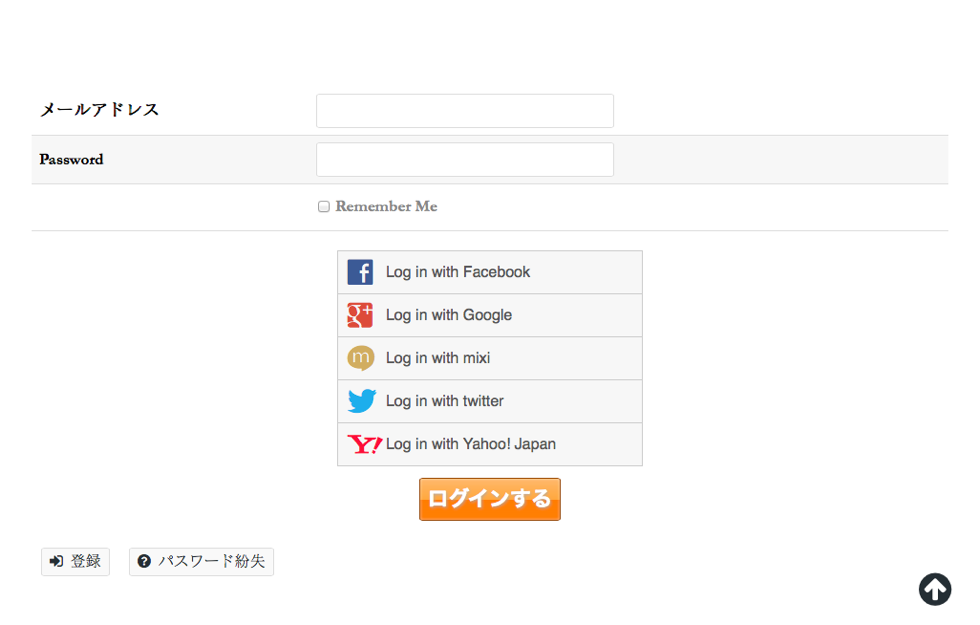 メールアドレス
Password
Remember Me
Log in with Facebook
Log in with Google
Log in with mixi
Log in with twitter
Log in with Yahoo! Japan
ログインする
登録 パスワード紛失